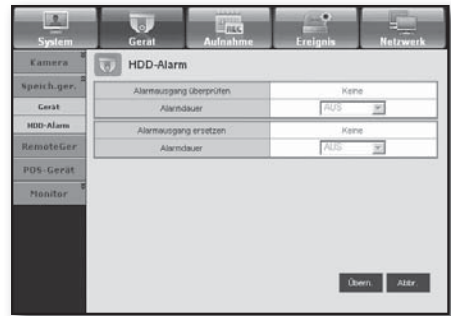 System Gerät Aufnahme Ereignis Netzwerk
Kamera
Speich.ger.
Gerät
HDD-Alarm
RemoteGer
POS-Gerät
Monitor
HDD-Alarm
Alarmausgang überprüfen Keine
Alarmdauer AUS
Alarmausgang ersetzen Keine
Alarmdauer AUS
Übern. Abbr.